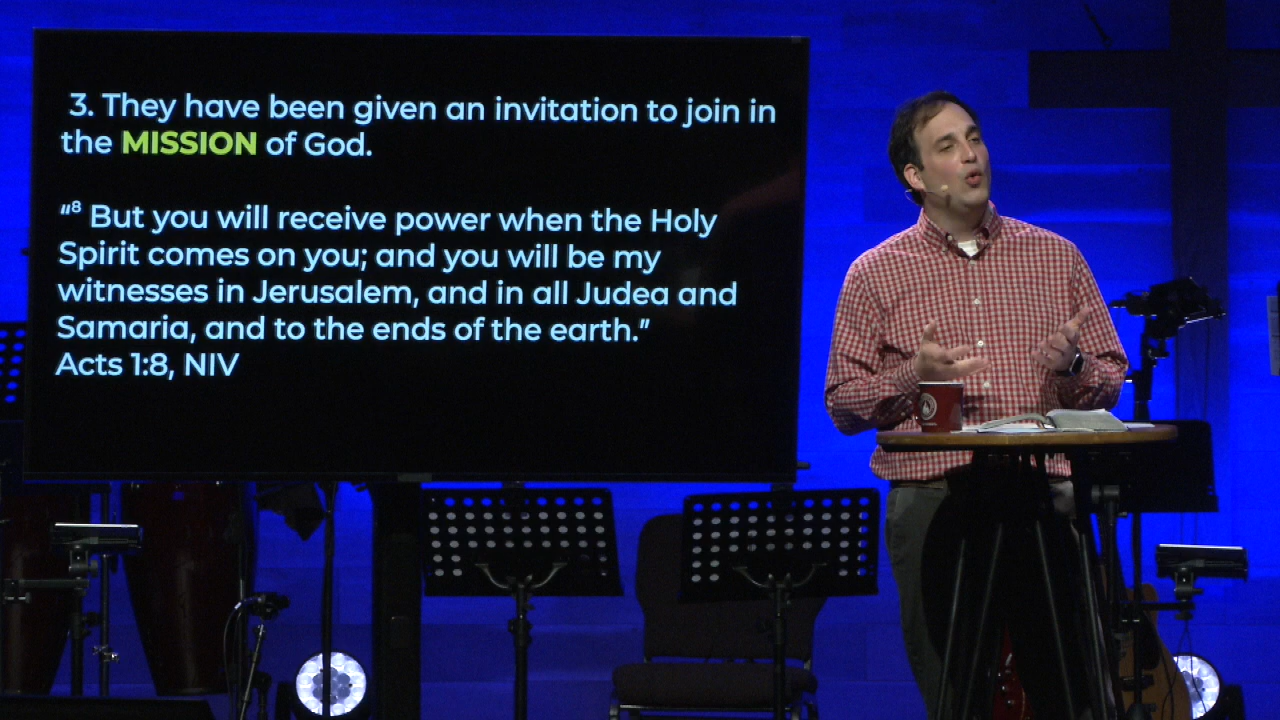 3. They have been given an invitation to join in
the MISSION of God.
“⁸ But you will receive power when the Holy
Spirit comes on you; and you will be my
witnesses in Jerusalem, and in all Judea and
Samaria, and to the ends of the earth.”
Acts 1:8, NIV